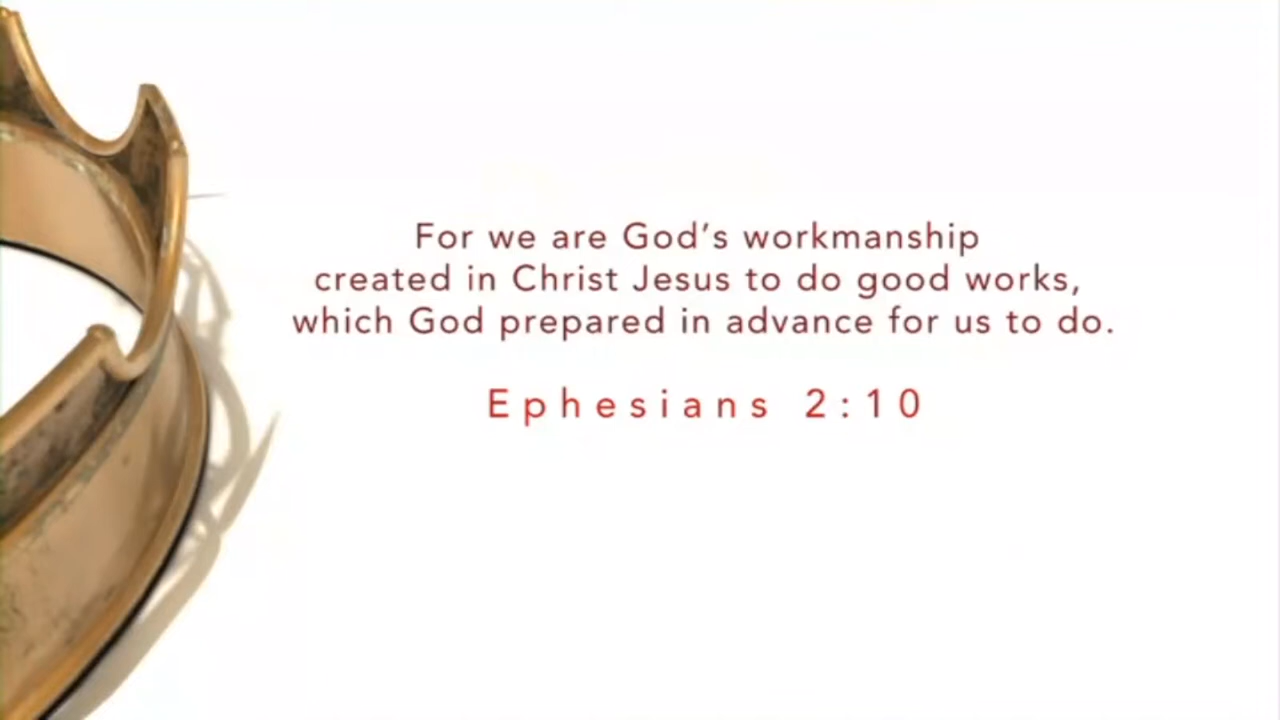 For we are God's workmanship
created in Christ Jesus to do good works,
which God prepared in advance for us to do.
Ephesians 2:10